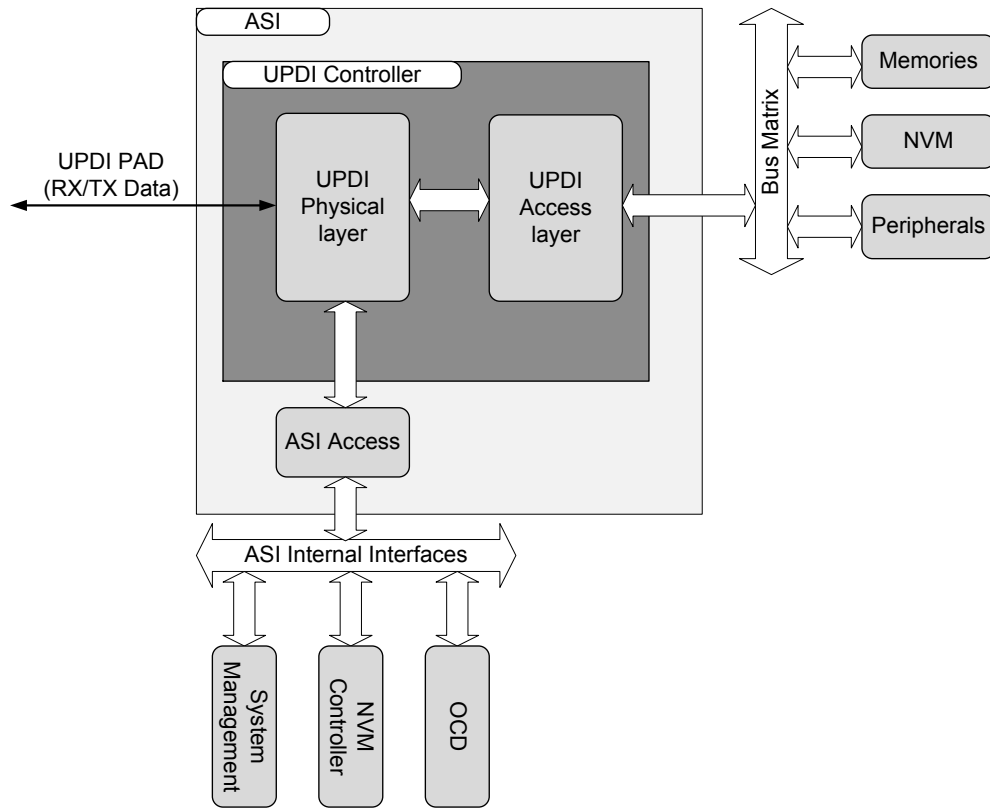 ASI
UPDI Controller
UPDI PAD
(RX/TX Data)
UPDI
Physical
layer
UPDI
Access
layer
Bus Matrix
Memories
NVM
Peripherals
ASI Access
ASI Internal Interfaces
System
Management
NVM
Controller
OCD